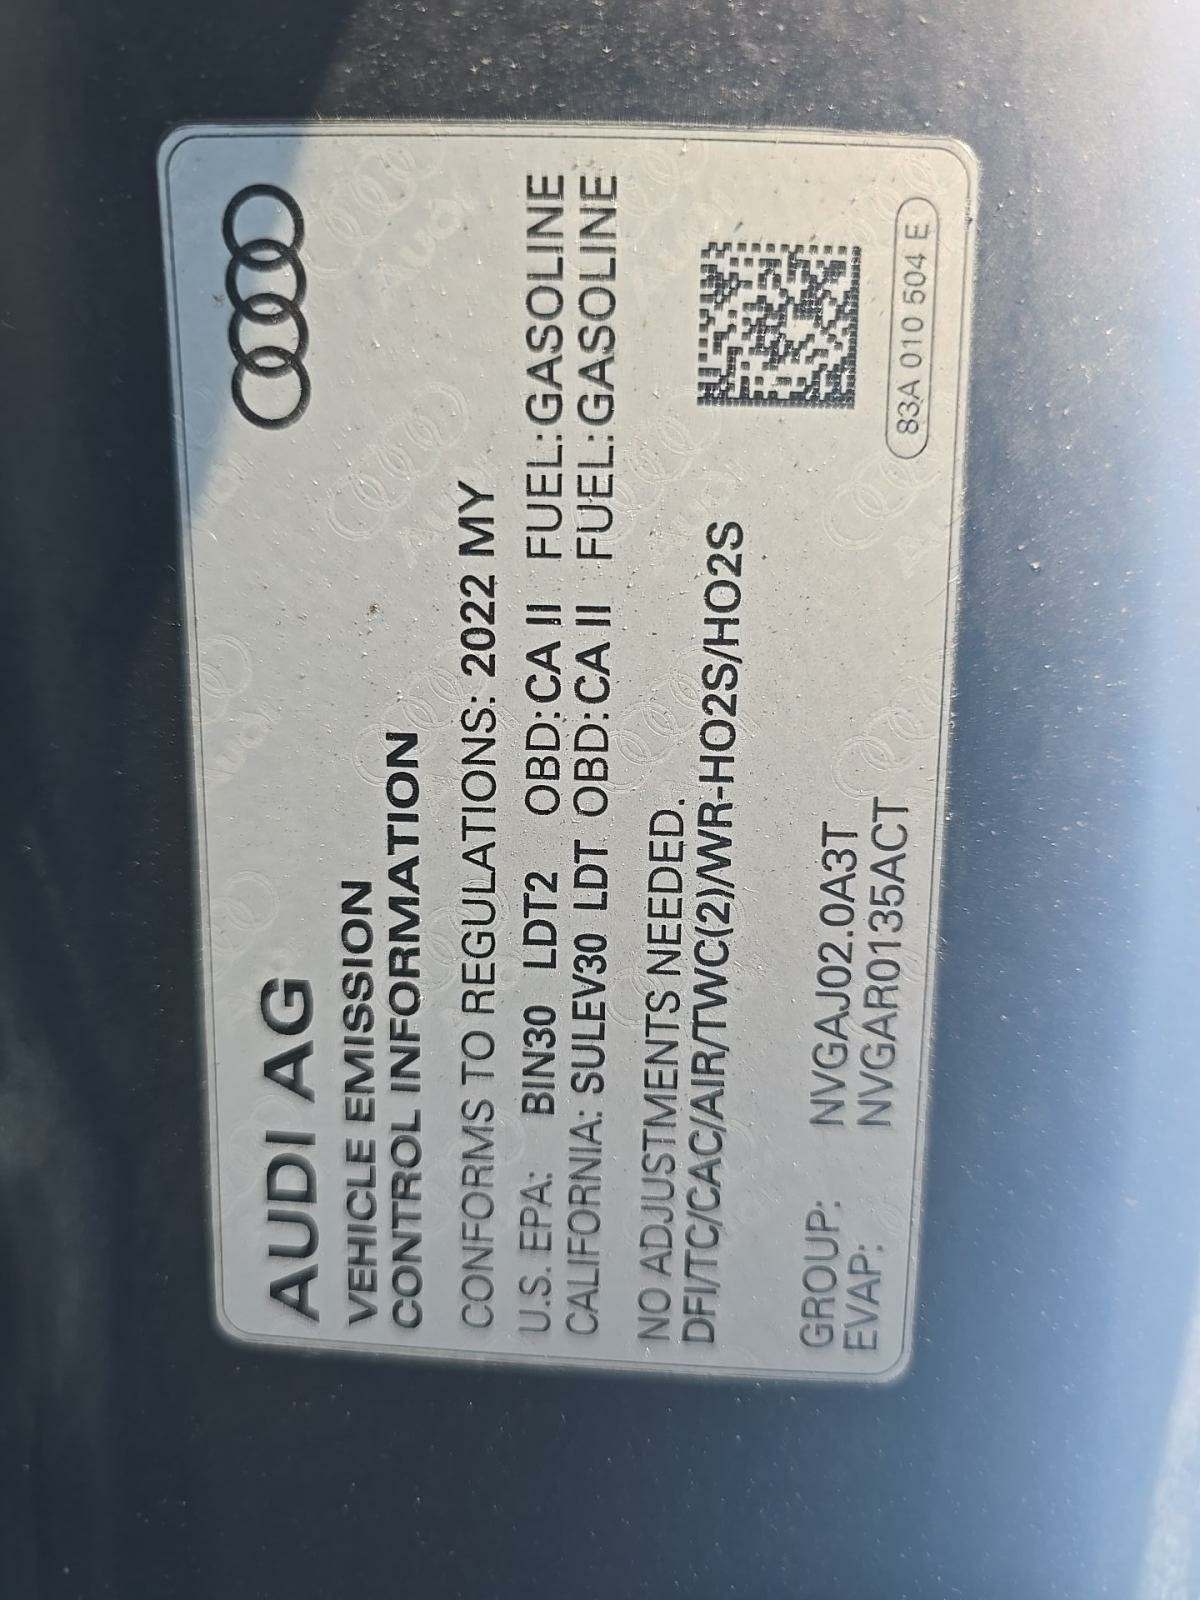 AUDI AG
VEHICLE EMISSION
CONTROL INFORMATION
CONFORMS TO REGULATIONS: 2022 MY
U.S. EPA: BIN30 LDT2 OBD:CA II FUEL:GASOLINE
CALIFORNIA: SULEV30 LDT OBD:CA II FUEL:GASOLINE
NO ADJUSTMENTS NEEDED.
DFI/TC/CAC/AIR/TWC(2)/WR-HO2S/HO2S
GROUP: NVGAJ02.0A3T
EVAP: NVGAR0135ACT
83A 010 504 E